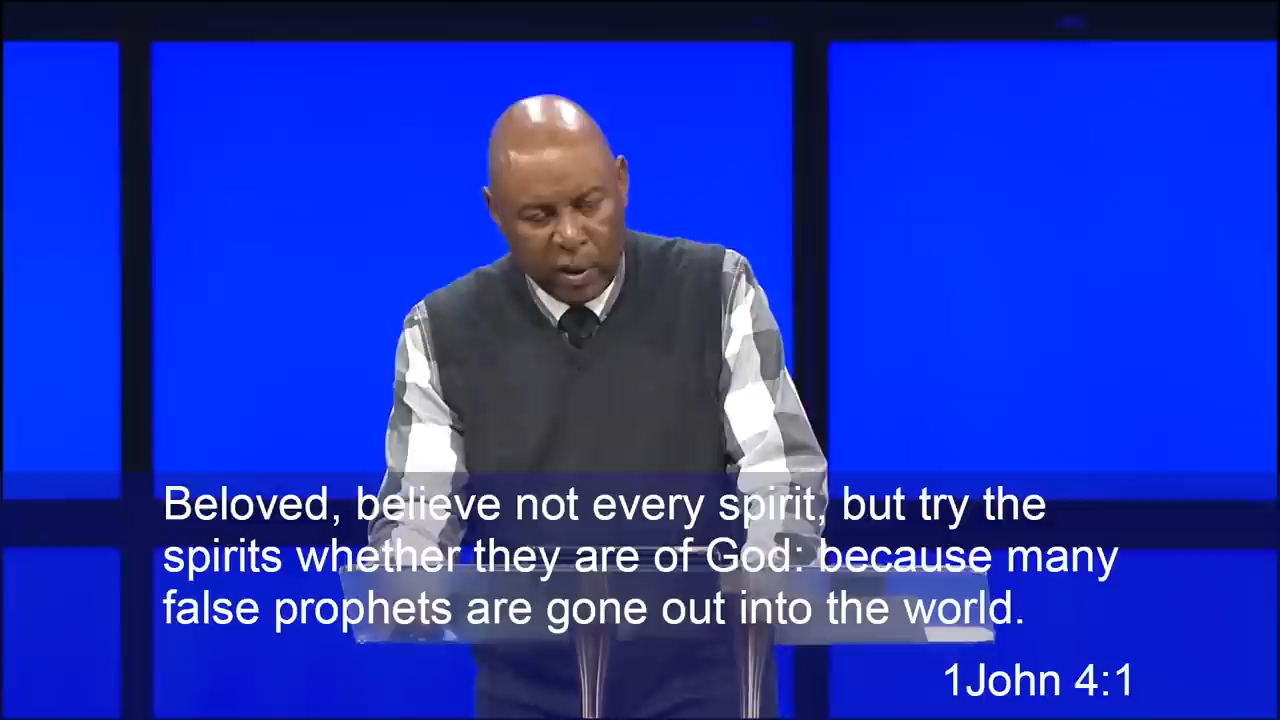 Beloved, believe not every spirit, but try the
spirits whether they are of God: because many
false prophets are gone out into the world.
1John 4:1